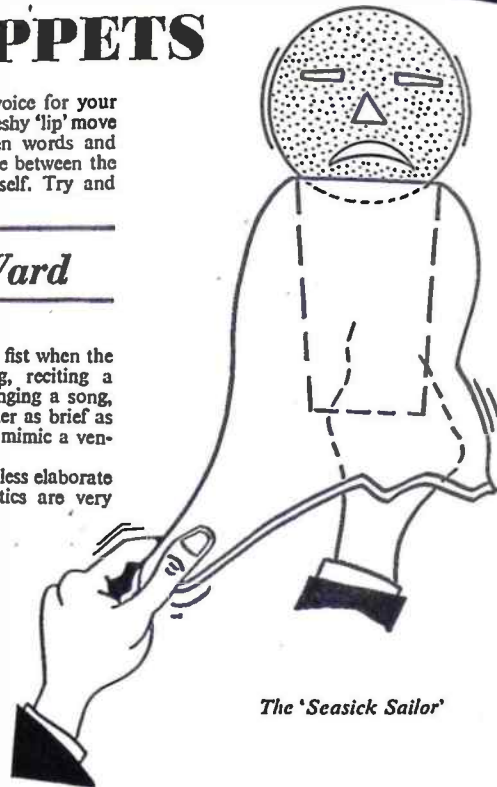 PPETS
voice for your
eshy 'lip' move
en words and
e between the
self. Try and
Vard
fist when the
g, reciting a
nging a song,
er as brief as
mimic a ven-
less elaborate
tics are very
The 'Seasick Sailor'